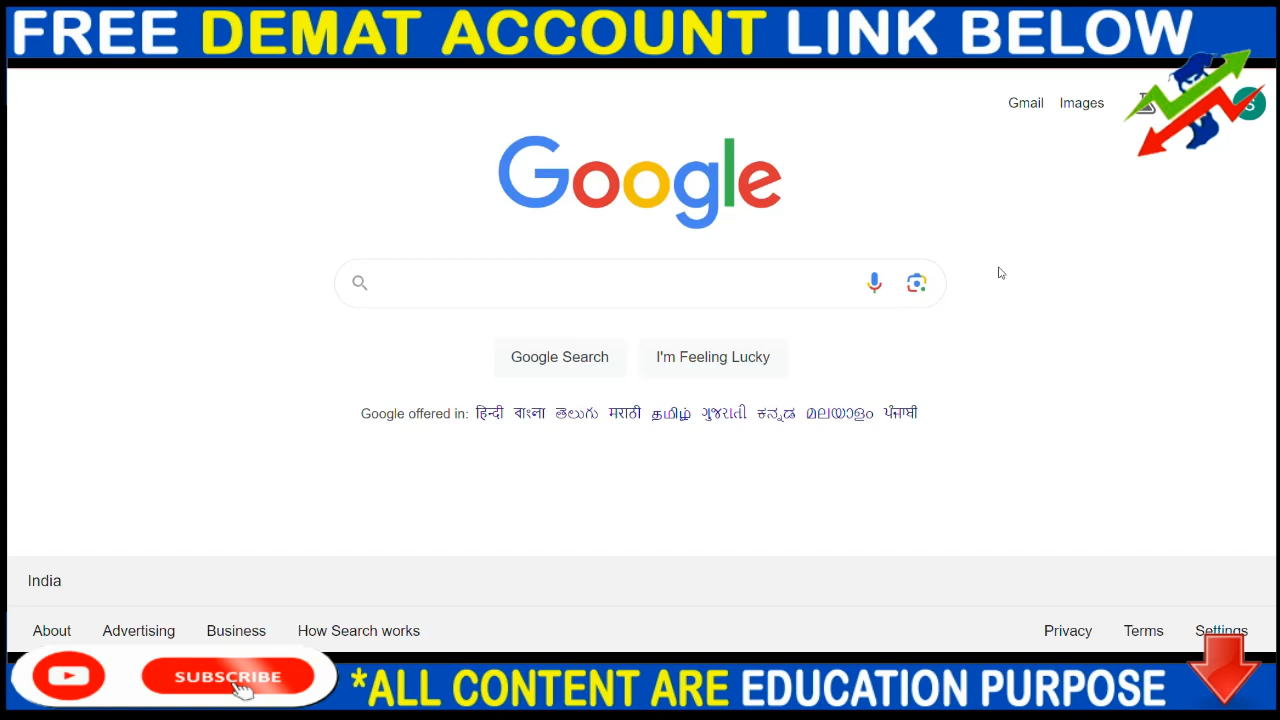 FREE DEMAT ACCOUNT LINK BELOW
Gmail Images S
Google
Google Search I'm Feeling Lucky
Google offered in: हिन्दी বাংলা తెలుగు मराठी தமிழ் ગુજરાતી ಕನ್ನಡ മലയാളം ਪੰਜਾਬੀ
India
About Advertising Business How Search works Privacy Terms Settings
SUBSCRIBE *ALL CONTENT ARE EDUCATION PURPOSE